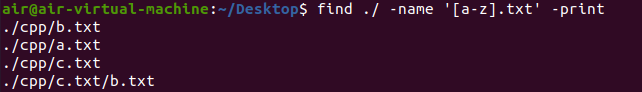 air@air-virtual-machine:~/Desktop$ find ./ -name '[a-z].txt' -print
./cpp/b.txt
./cpp/a.txt
./cpp/c.txt
./cpp/c.txt/b.txt